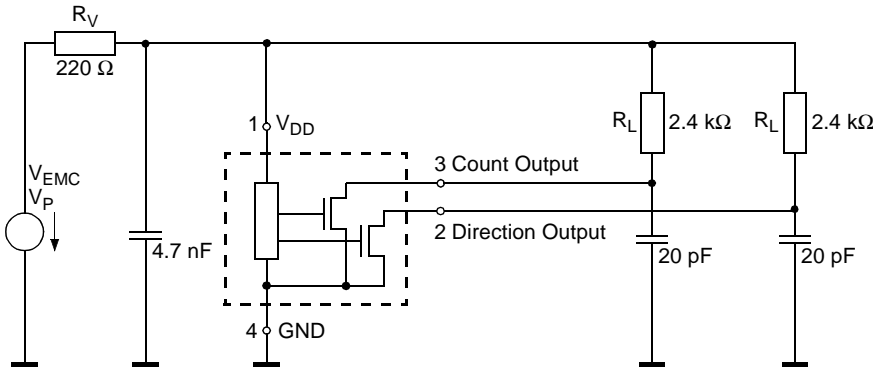 R_V
220 Ω
1 V_DD
R_L 2.4 kΩ R_L 2.4 kΩ
3 Count Output
V_EMC
V_P
2 Direction Output
4.7 nF
20 pF 20 pF
4 GND